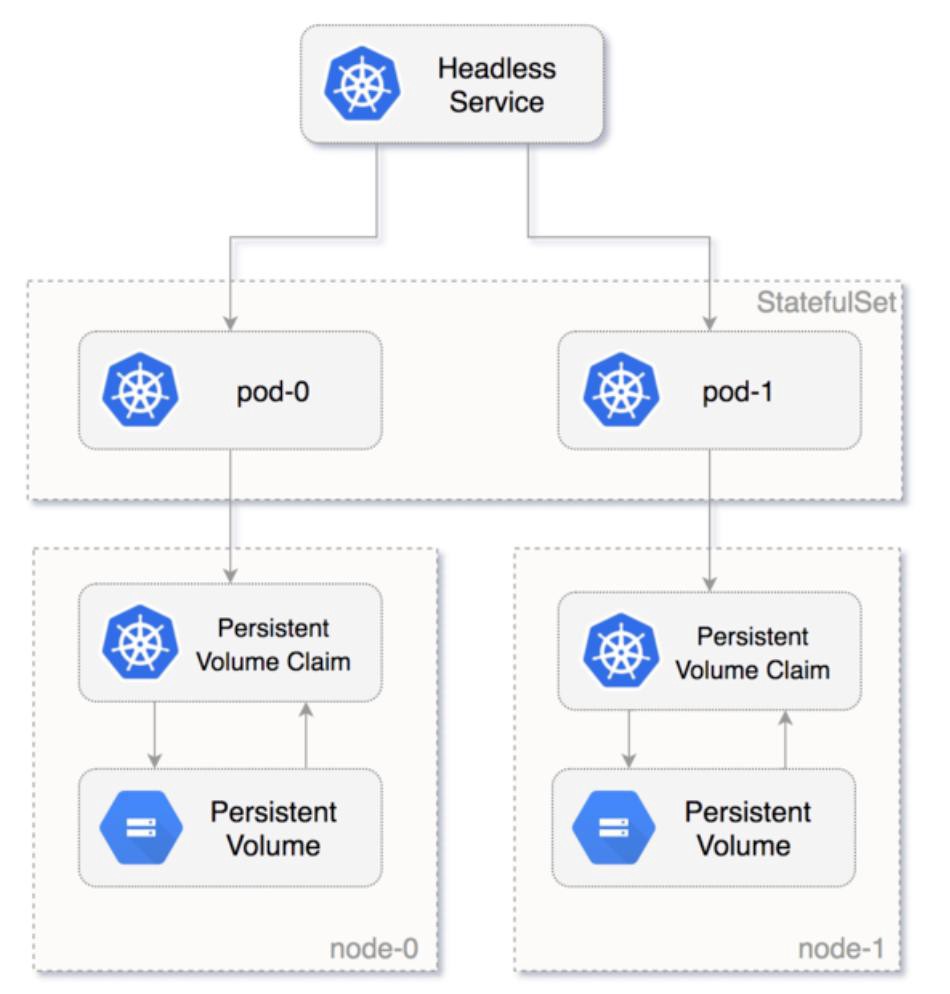 Headless
Service
StatefulSet
pod-0
pod-1
Persistent
Volume Claim
Persistent
Volume
node-0
Persistent
Volume Claim
Persistent
Volume
node-1